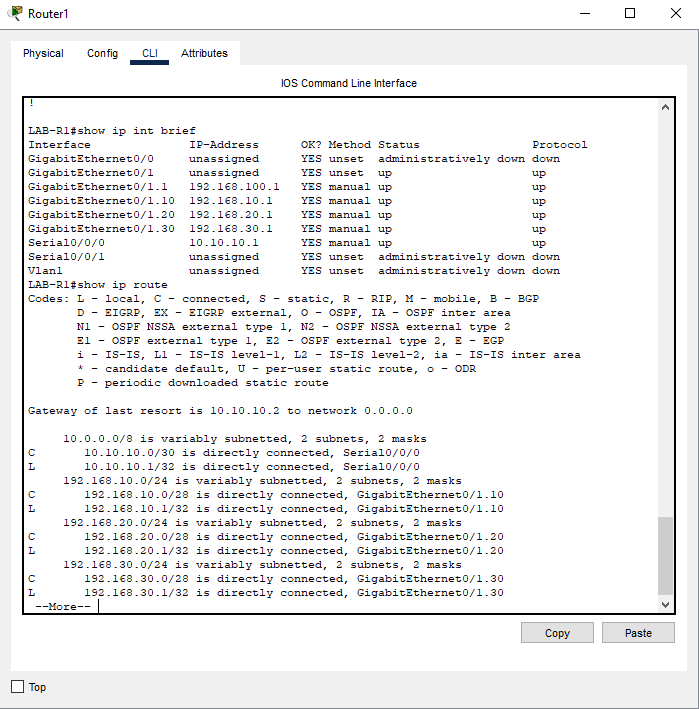 Router1
Physical Config CLI Attributes
IOS Command Line Interface
!
LAB-R1#show ip int brief
Interface IP-Address OK? Method Status Protocol
GigabitEthernet0/0 unassigned YES unset administratively down down
GigabitEthernet0/1 unassigned YES unset up up
GigabitEthernet0/1.1 192.168.100.1 YES manual up up
GigabitEthernet0/1.10 192.168.10.1 YES manual up up
GigabitEthernet0/1.20 192.168.20.1 YES manual up up
GigabitEthernet0/1.30 192.168.30.1 YES manual up up
Serial0/0/0 10.10.10.1 YES manual up up
Serial0/0/1 unassigned YES unset administratively down down
Vlan1 unassigned YES unset administratively down down
LAB-R1#show ip route
Codes: L - local, C - connected, S - static, R - RIP, M - mobile, B - BGP
D - EIGRP, EX - EIGRP external, O - OSPF, IA - OSPF inter area
N1 - OSPF NSSA external type 1, N2 - OSPF NSSA external type 2
E1 - OSPF external type 1, E2 - OSPF external type 2, E - EGP
i - IS-IS, L1 - IS-IS level-1, L2 - IS-IS level-2, ia - IS-IS inter area
* - candidate default, U - per-user static route, o - ODR
P - periodic downloaded static route
Gateway of last resort is 10.10.10.2 to network 0.0.0.0
10.0.0.0/8 is variably subnetted, 2 subnets, 2 masks
C 10.10.10.0/30 is directly connected, Serial0/0/0
L 10.10.10.1/32 is directly connected, Serial0/0/0
192.168.10.0/24 is variably subnetted, 2 subnets, 2 masks
C 192.168.10.0/28 is directly connected, GigabitEthernet0/1.10
L 192.168.10.1/32 is directly connected, GigabitEthernet0/1.10
192.168.20.0/24 is variably subnetted, 2 subnets, 2 masks
C 192.168.20.0/28 is directly connected, GigabitEthernet0/1.20
L 192.168.20.1/32 is directly connected, GigabitEthernet0/1.20
192.168.30.0/24 is variably subnetted, 2 subnets, 2 masks
C 192.168.30.0/28 is directly connected, GigabitEthernet0/1.30
L 192.168.30.1/32 is directly connected, GigabitEthernet0/1.30
--More--
Copy Paste
Top